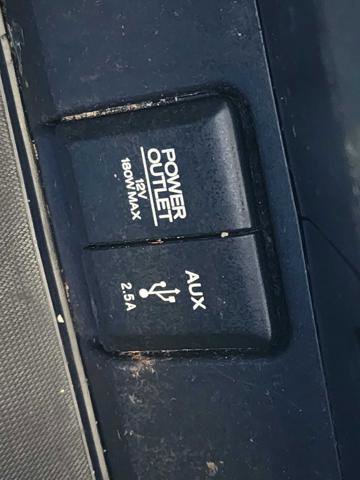 POWER
OUTLET
12V
180W MAX
AUX
2.5A